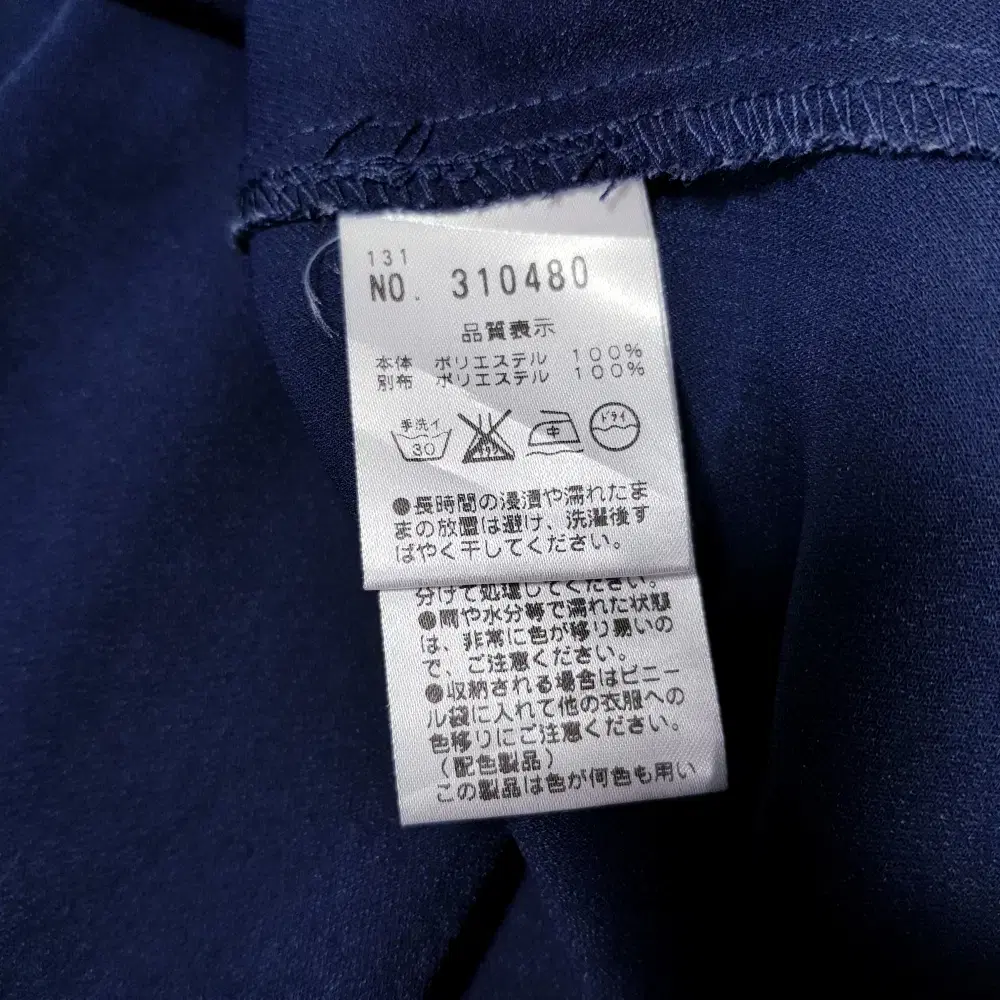 131
NO. 310480
品質表示
本体 ポリエステル 100%
別布 ポリエステル 100%
手洗イ
30
中
ドライ
●長時間の浸漬や濡れたま
まの放置は避け、洗濯後す
ばやく干してください。
分けて処理してください。
●雨や水分等で濡れた状態
は、非常に色が移り易いの
で、ご注意ください。
●収納される場合はビニー
ル袋に入れて他の衣服への
色移りにご注意ください。
(配色製品)
この製品は色が何色も用い